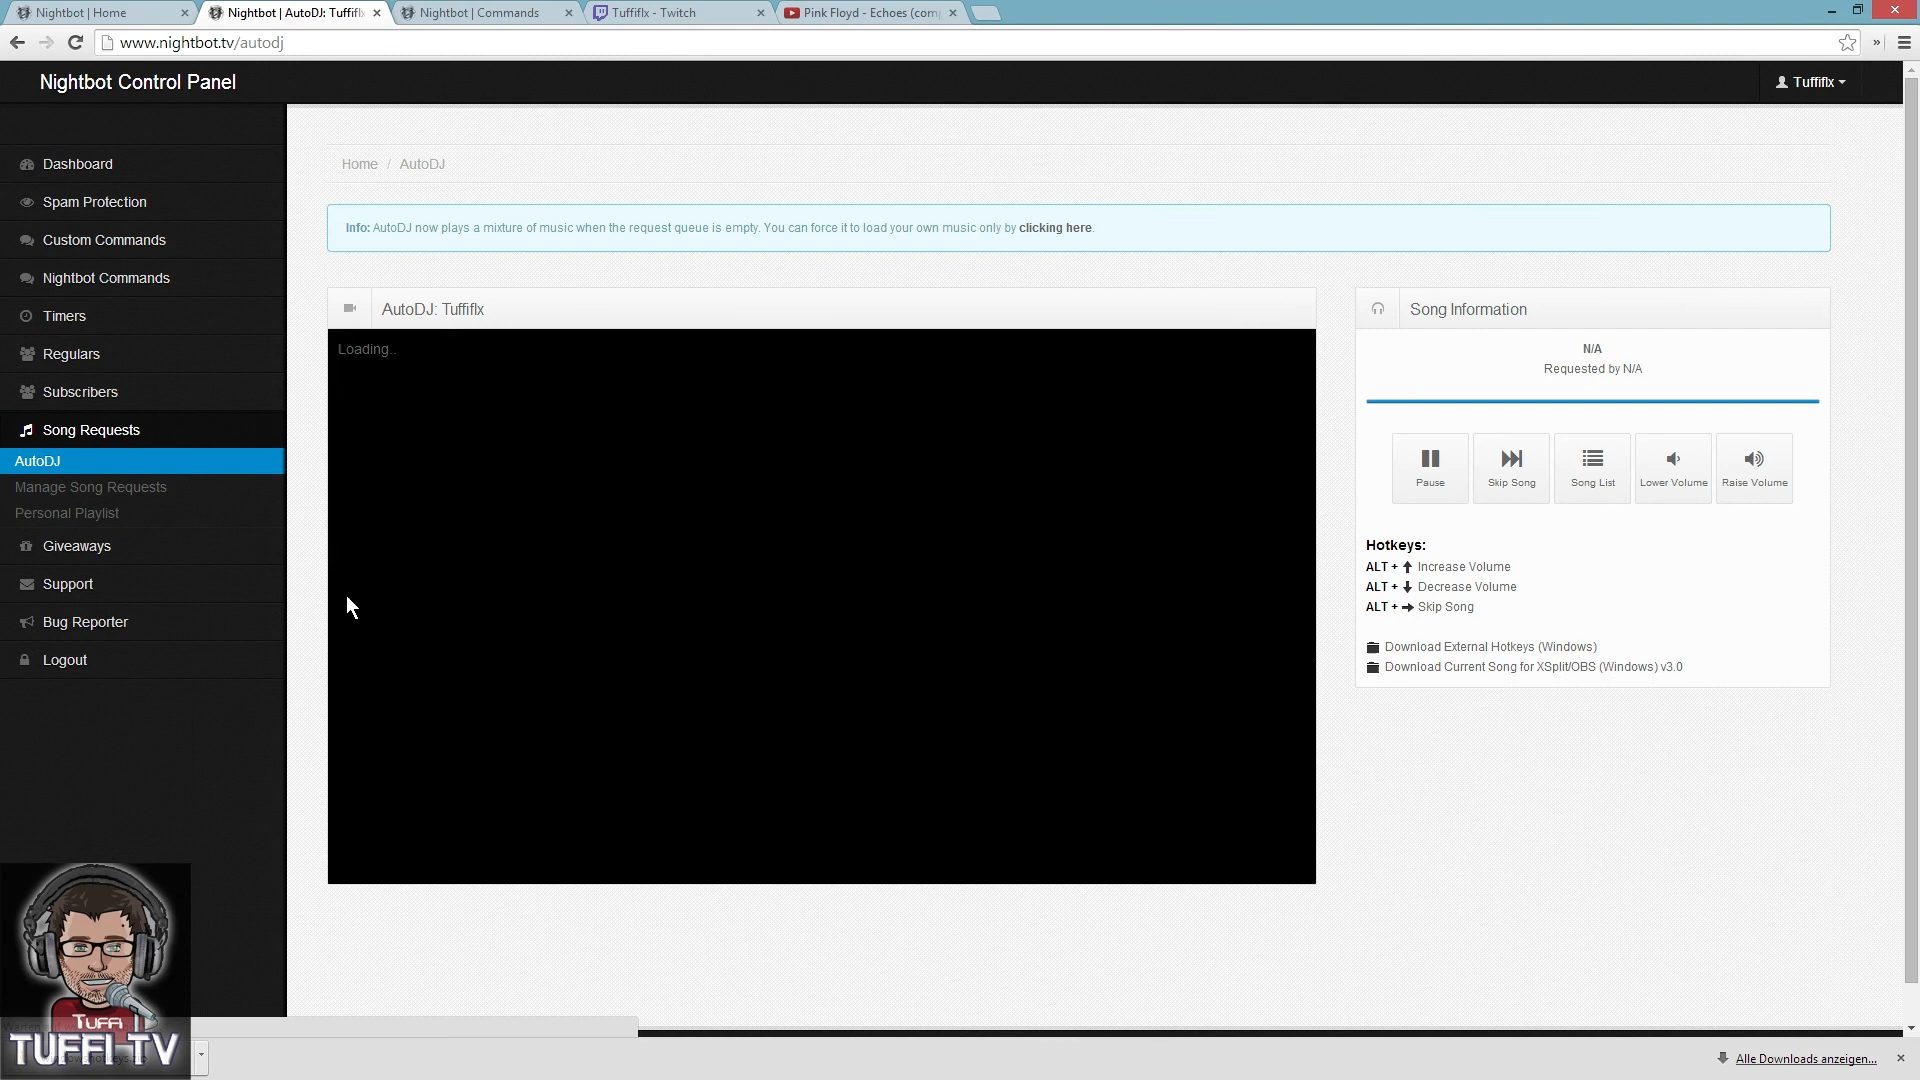 Nightbot | Home
Nightbot | AutoDJ: Tuffifl
Nightbot | Commands
Tuffiflx - Twitch
Pink Floyd - Echoes (com
www.nightbot.tv/autodj
Nightbot Control Panel
Tuffiflx
Dashboard
Spam Protection
Custom Commands
Nightbot Commands
Timers
Regulars
Subscribers
Song Requests
AutoDJ
Manage Song Requests
Personal Playlist
Giveaways
Support
Bug Reporter
Logout
Home / AutoDJ
Info: AutoDJ now plays a mixture of music when the request queue is empty. You can force it to load your own music only by clicking here.
AutoDJ: Tuffiflx
Loading..
Song Information
N/A
Requested by N/A
Pause
Skip Song
Song List
Lower Volume
Raise Volume
Hotkeys:
ALT + Increase Volume
ALT + Decrease Volume
ALT + Skip Song
Download External Hotkeys (Windows)
Download Current Song for XSplit/OBS (Windows) v3.0
TUFFI
TUFFI TV
Alle Downloads anzeigen...